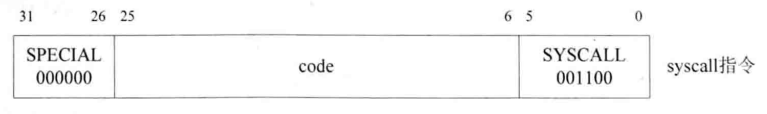 31 26 25 6 5 0
SPECIAL SYSCALL
000000 code 001100 syscall指令